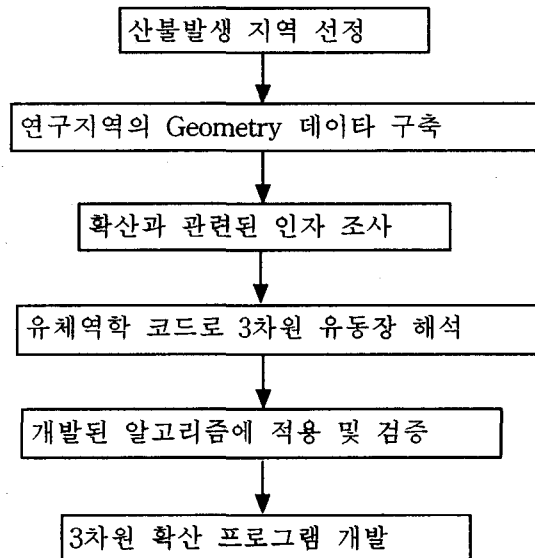 산불발생 지역 선정
연구지역의 Geometry 데이타 구축
확산과 관련된 인자 조사
유체역학 코드로 3차원 유동장 해석
개발된 알고리즘에 적용 및 검증
3차원 확산 프로그램 개발